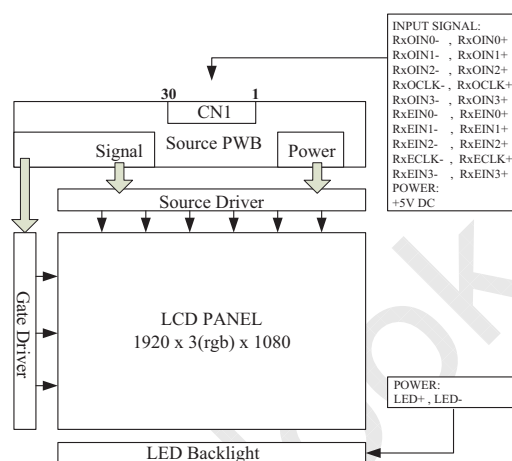 INPUT SIGNAL:
RxOIN0- , RxOIN0+
RxOIN1- , RxOIN1+
RxOIN2- , RxOIN2+
RxOCLK- , RxOCLK+
RxOIN3- , RxOIN3+
RxEIN0- , RxEIN0+
RxEIN1- , RxEIN1+
RxEIN2- , RxEIN2+
RxECLK- , RxECLK+
RxEIN3- , RxEIN3+
POWER:
+5V DC
30 1
CN1
Source PWB
Signal
Power
Source Driver
Gate Driver
LCD PANEL
1920 x 3(rgb) x 1080
POWER:
LED+ , LED-
LED Backlight